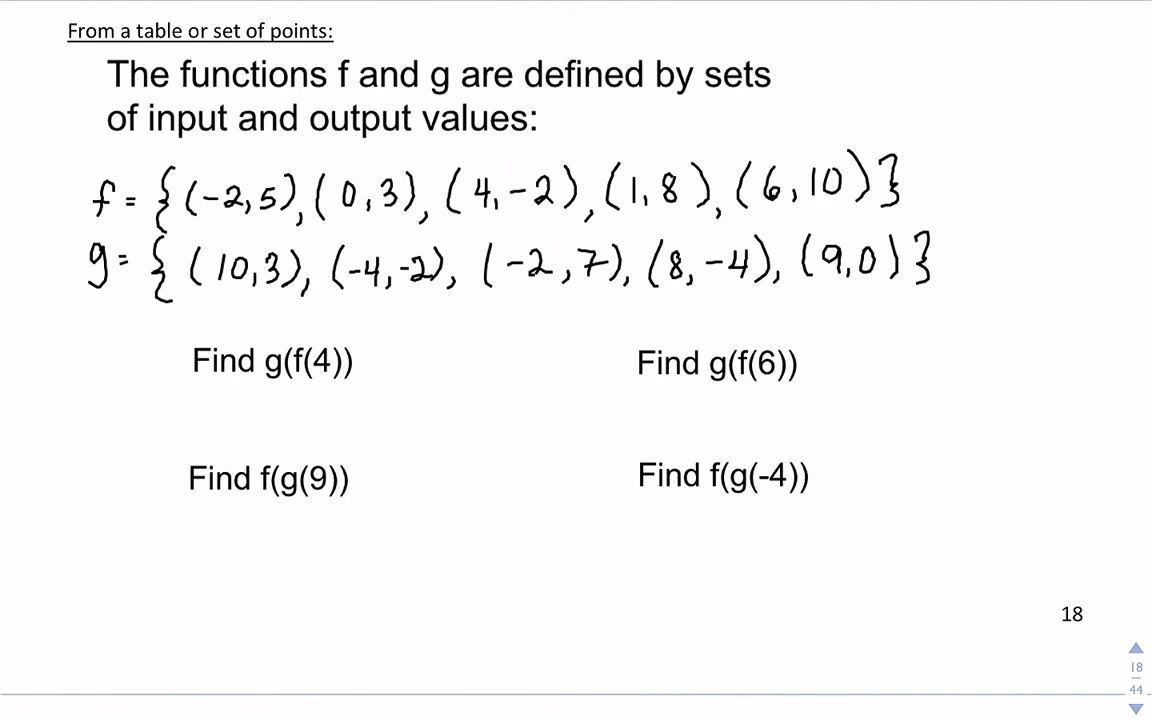 From a table or set of points:
The functions f and g are defined by sets
of input and output values:
f = {(-2,5), (0,3), (4,-2), (1,8), (6,10)}
g = {(10,3), (-4,-2), (-2,7), (8,-4), (9,0)}
Find g(f(4))
Find g(f(6))
Find f(g(9))
Find f(g(-4))
18
18
44